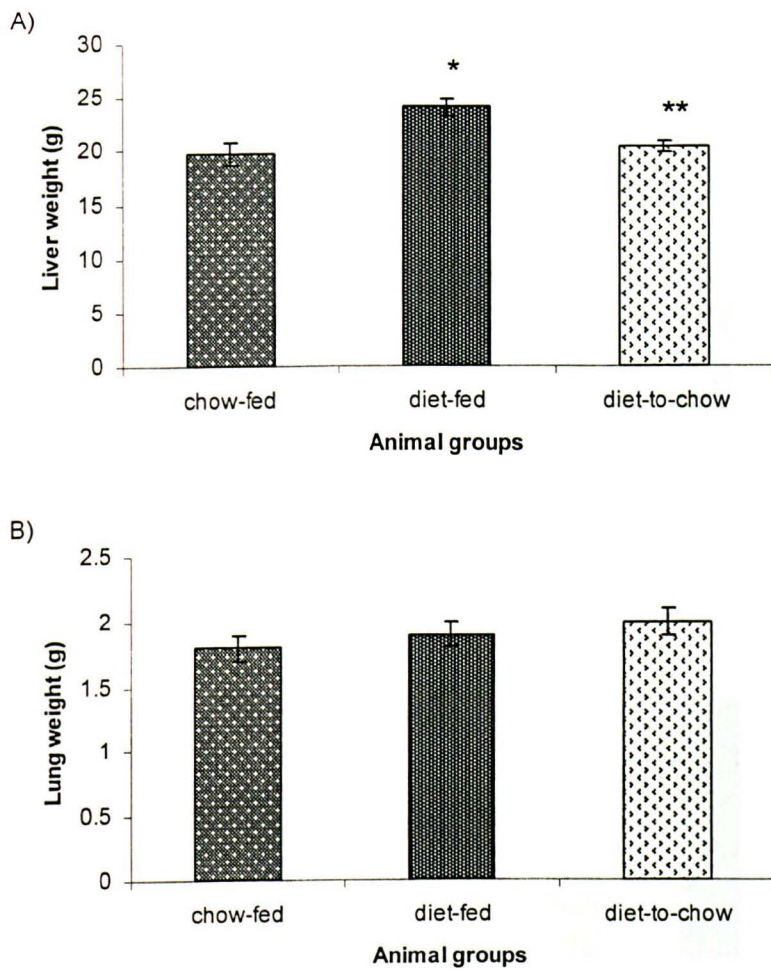 A)
Liver weight (g)
30
25
20
15
10
5
0
*
**
chow-fed
diet-fed
diet-to-chow
Animal groups
B)
Lung weight (g)
2.5
2
1.5
1
0.5
0
chow-fed
diet-fed
diet-to-chow
Animal groups